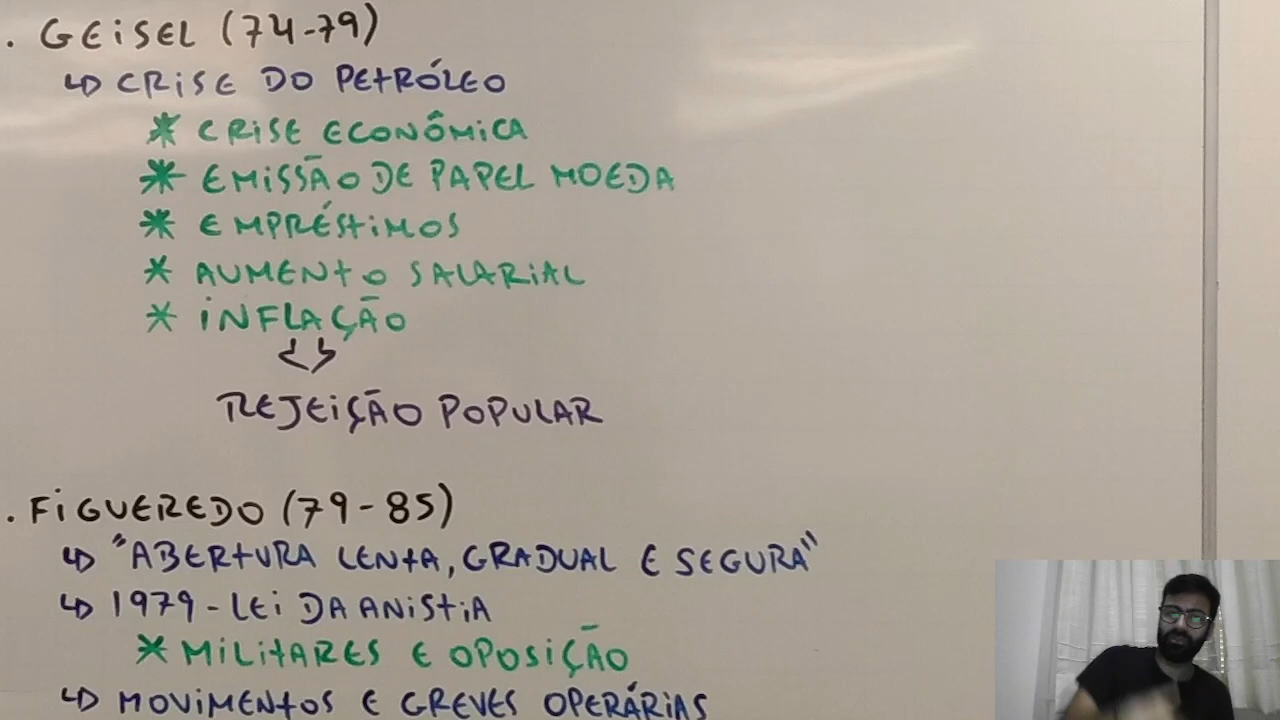 . GEISEL (74-79)
↳ CRISE DO PETRÓLEO
* CRISE ECONÔMICA
* EMISSÃO DE PAPEL MOEDA
* EMPRÉSTIMOS
* AUMENTO SALARIAL
* INFLAÇÃO
REJEIÇÃO POPULAR
. FIGUEREDO (79-85)
↳ "ABERTURA LENTA, GRADUAL E SEGURA"
↳ 1979 - LEI DA ANISTIA
* MILITARES E OPOSIÇÃO
↳ MOVIMENTOS E GREVES OPERÁRIAS